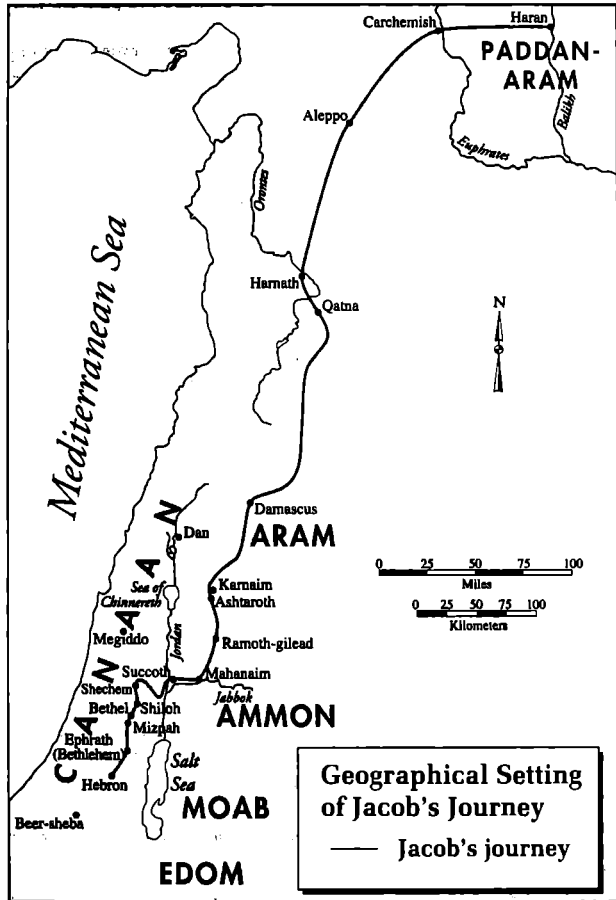 Carchemish
Haran
PADDAN-
ARAM
Balikh
Euphrates
Aleppo
Orontes
Harnath
Qatna
N
Mediterranean Sea
Damascus
ARAM
Dan
CANAAN
Sea of
Chinnereth
Karnaim
Ashtaroth
Megiddo
Jordan
Ramoth-gilead
Succoth
Mahanaim
Shechem
Jabbok
Bethel
Shiloh
Mizpah
AMMON
Ephrath
(Bethlehem)
Hebron
Salt
Sea
MOAB
Beer-sheba
EDOM
0 25 50 75 100
Miles
0 25 50 75 100
Kilometers
Geographical Setting
of Jacob's Journey
Jacob's journey